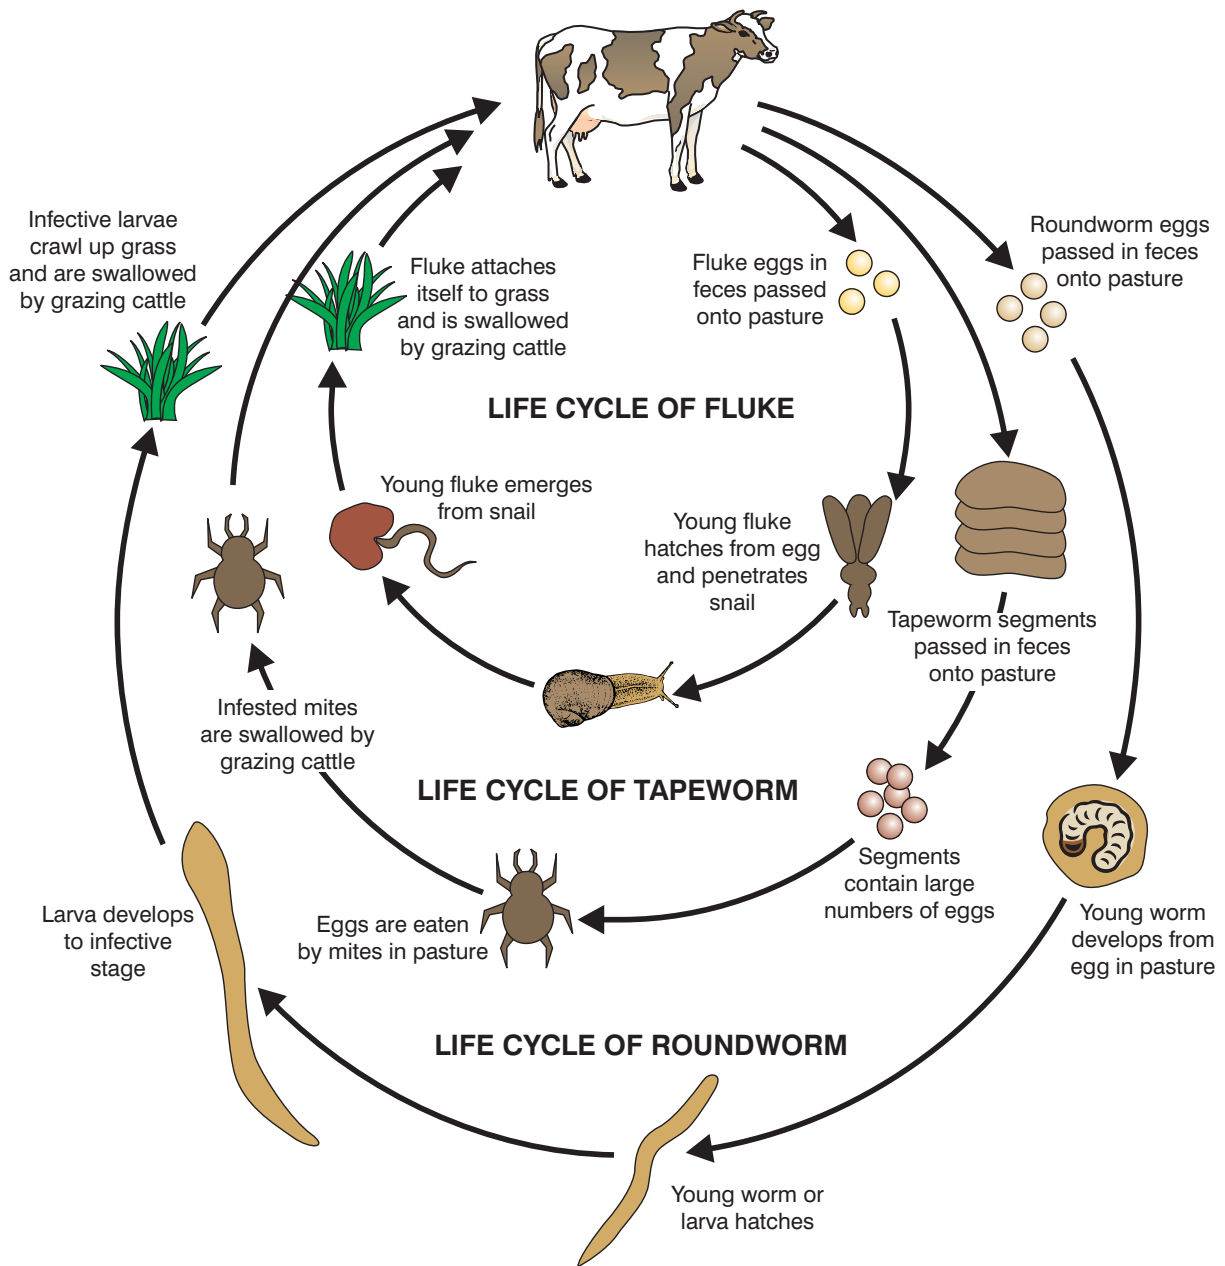 Infective larvae
crawl up grass
and are swallowed
by grazing cattle
Fluke attaches
itself to grass
and is swallowed
by grazing cattle
Fluke eggs in
feces passed
onto pasture
Roundworm eggs
passed in feces
onto pasture
LIFE CYCLE OF FLUKE
Young fluke emerges
from snail
Young fluke
hatches from egg
and penetrates
snail
Tapeworm segments
passed in feces
onto pasture
Infested mites
are swallowed by
grazing cattle
LIFE CYCLE OF TAPEWORM
Segments
contain large
numbers of eggs
Eggs are eaten
by mites in pasture
Larva develops
to infective
stage
Young worm
develops from
egg in pasture
LIFE CYCLE OF ROUNDWORM
Young worm or
larva hatches